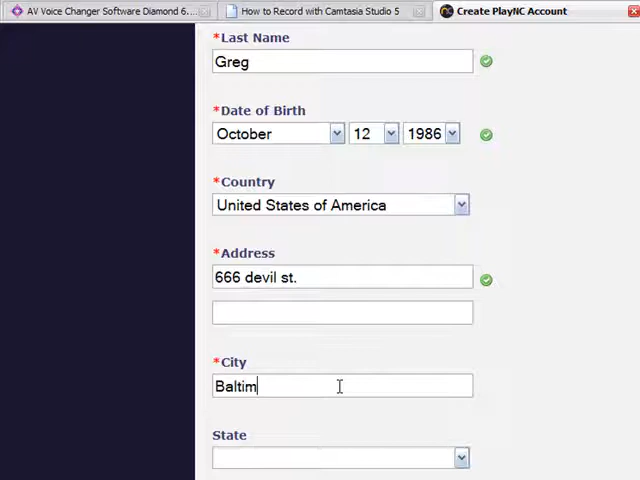 AV Voice Changer Software Diamond 6....
How to Record with Camtasia Studio 5
Create PlayNC Account
*Last Name
Greg
*Date of Birth
October 12 1986
*Country
United States of America
*Address
666 devil st.
*City
Baltim
State